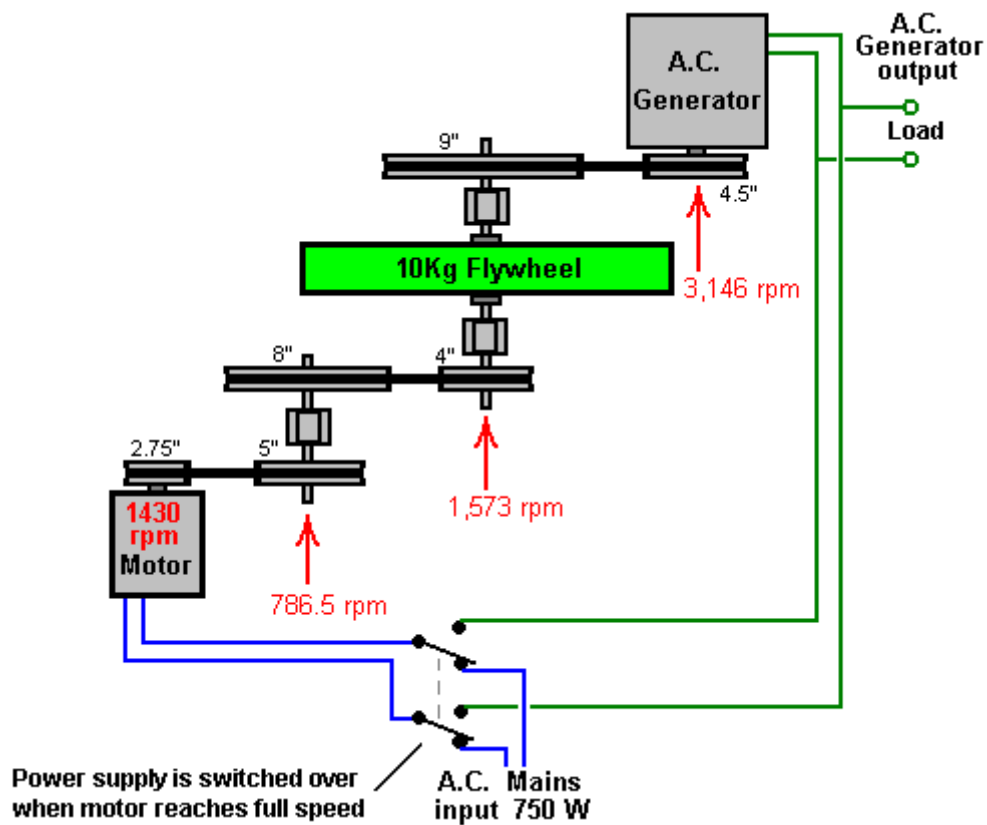 A.C.
Generator
output
A.C.
Generator
Load
9"
4.5"
10Kg Flywheel
3,146 rpm
8"
4"
2.75"
5"
1,573 rpm
1430
rpm
Motor
786.5 rpm
Power supply is switched over
when motor reaches full speed
A.C. Mains
input 750 W